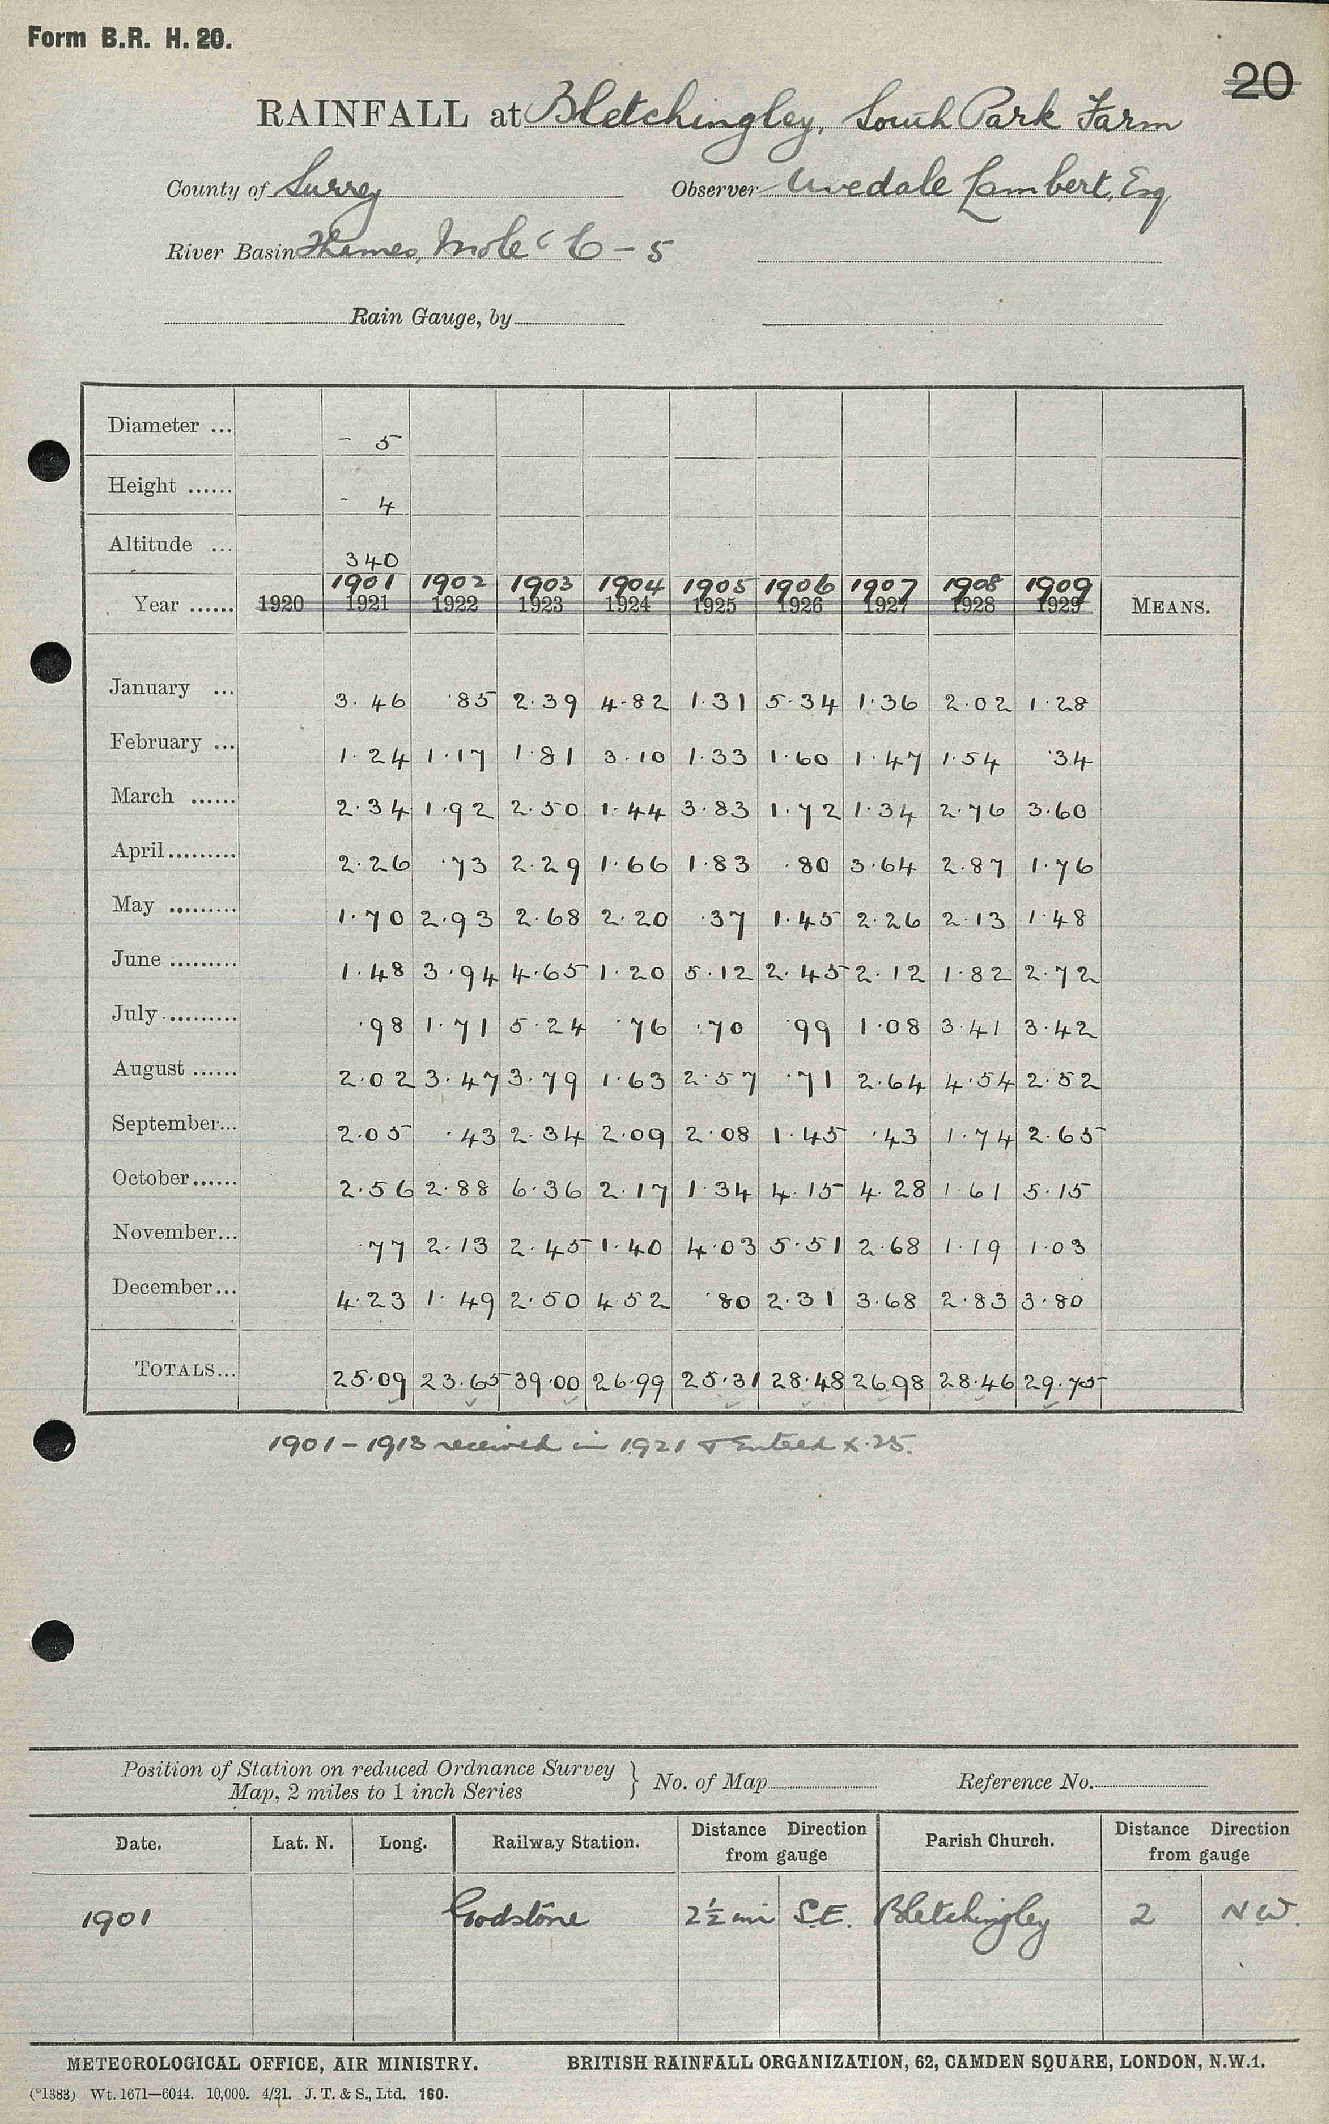 Form B.R. H. 20.
20
RAINFALL at Bletchingley, South Park Farm
County of Surrey Observer Uvedale Lambert, Esq
River Basin Thames, Mole C - 5
Rain Gauge, by
Diameter ... - 5
Height ...... - 4
Altitude ... 340
1901 1902 1903 1904 1905 1906 1907 1908 1909
Year ...... 1920 1921 1922 1923 1924 1925 1926 1927 1928 1929 MEANS.
January ... 3.46 .85 2.39 4.82 1.31 5.34 1.36 2.02 1.28
February ... 1.24 1.17 1.81 3.10 1.33 1.60 1.47 1.54 .34
March ...... 2.34 1.92 2.50 1.44 3.83 1.72 1.34 2.76 3.60
April......... 2.26 .73 2.29 1.66 1.83 .80 3.64 2.87 1.76
May ......... 1.70 2.93 2.68 2.20 .37 1.45 2.26 2.13 1.48
June ......... 1.48 3.94 4.65 1.20 5.12 2.45 2.12 1.82 2.72
July ......... .98 1.71 5.24 .76 .70 .99 1.08 3.41 3.42
August ...... 2.02 3.47 3.79 1.63 2.57 .71 2.64 4.54 2.52
September... 2.05 .43 2.34 2.09 2.08 1.45 .43 1.74 2.65
October...... 2.56 2.88 6.36 2.17 1.34 4.15 4.28 1.61 5.15
November... .77 2.13 2.45 1.40 4.03 5.51 2.68 1.19 1.03
December... 4.23 1.49 2.50 4.52 .80 2.31 3.68 2.83 3.80
TOTALS... 25.09 23.65 39.00 26.99 25.31 28.48 26.98 28.46 29.75
1901 - 1913 received in 1921 & Entered X.25.
Position of Station on reduced Ordnance Survey
Map, 2 miles to 1 inch Series } No. of Map Reference No.
Date. Lat. N. Long. Railway Station. Distance Direction from gauge Parish Church. Distance Direction from gauge
1901 Godstone 2½ mi S.E. Bletchingley 2 N W.
METEOROLOGICAL OFFICE, AIR MINISTRY. BRITISH RAINFALL ORGANIZATION, 62, CAMDEN SQUARE, LONDON, N.W.1.
(*1383) Wt. 1671—6044. 10,000. 4/21. J. T. & S., Ltd. 160.